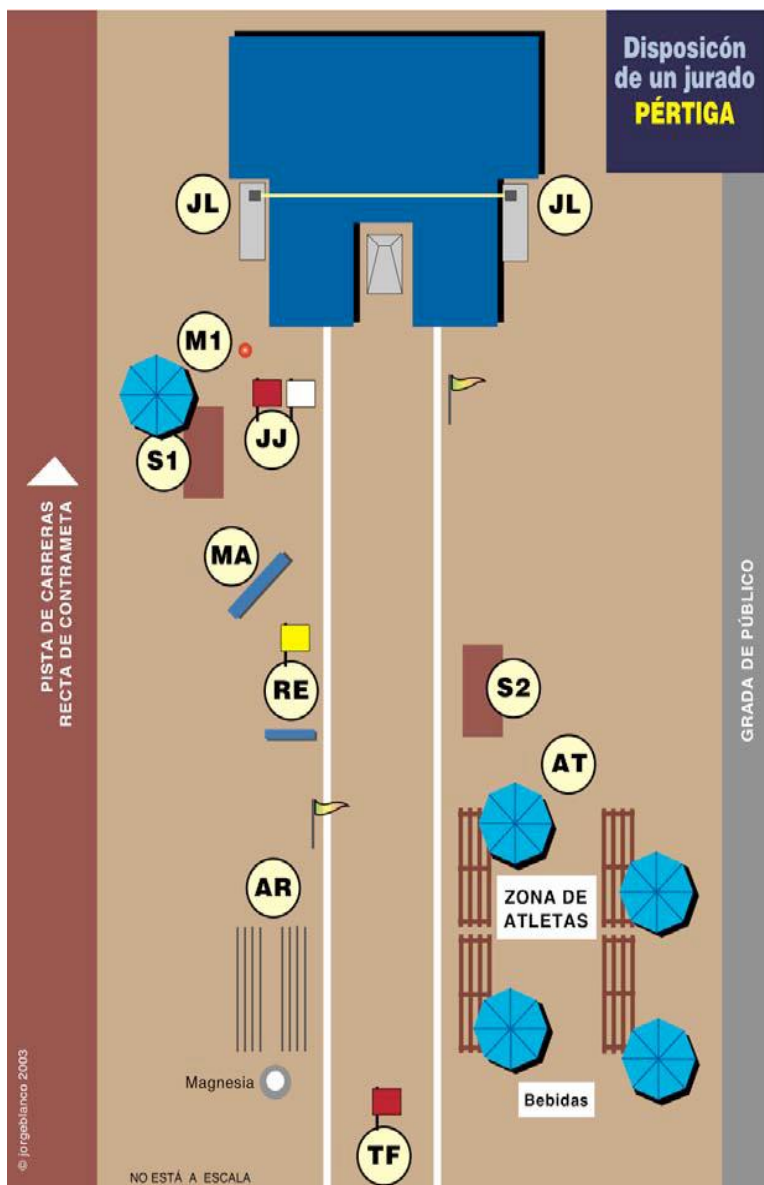 Disposicón
de un jurado
PÉRTIGA
JL
JL
M1
S1
JJ
MA
RE
S2
AT
AR
ZONA DE
ATLETAS
Magnesia
Bebidas
TF
NO ESTÁ A ESCALA
PISTA DE CARRERAS
RECTA DE CONTRAMETA
GRADA DE PÚBLICO
© jorgeblanco 2003